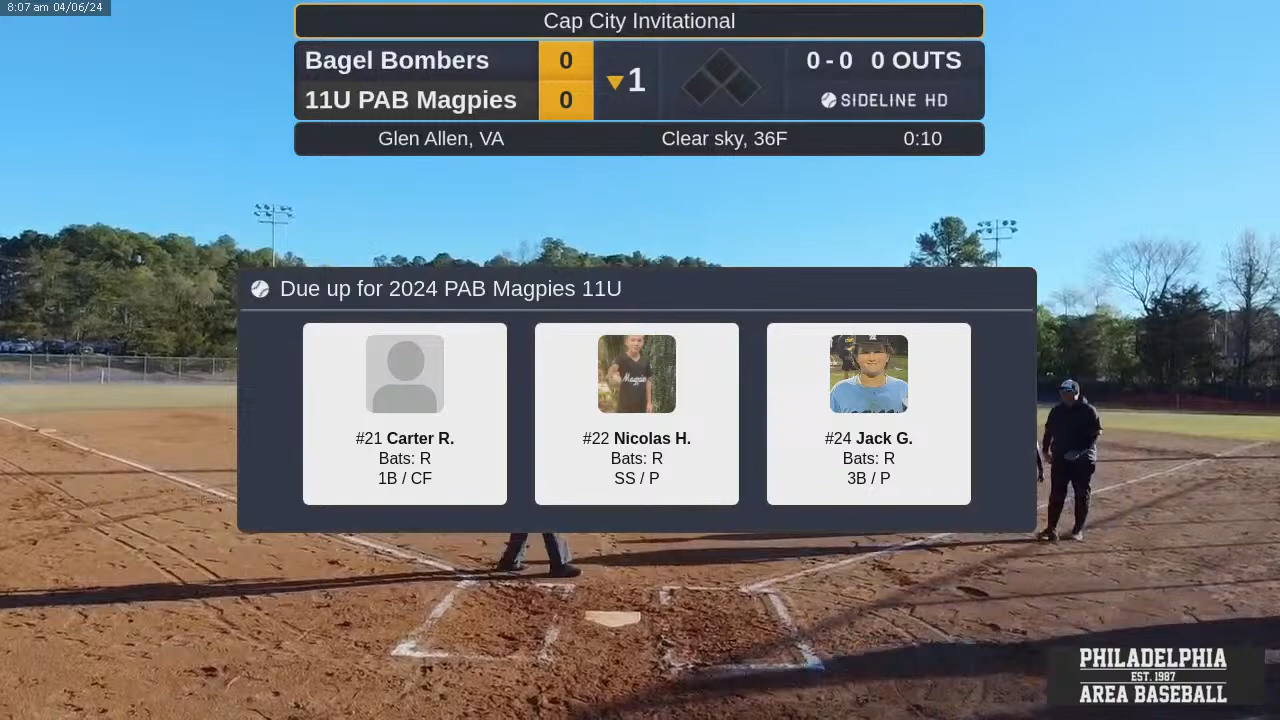 8:07 am 04/06/24
Cap City Invitational
Bagel Bombers 0
11U PAB Magpies 0
1
0 - 0 0 OUTS
SIDELINE HD
Glen Allen, VA Clear sky, 36F 0:10
Due up for 2024 PAB Magpies 11U
#21 Carter R.
Bats: R
1B / CF
#22 Nicolas H.
Bats: R
SS / P
#24 Jack G.
Bats: R
3B / P
PHILADELPHIA
EST. 1987
AREA BASEBALL